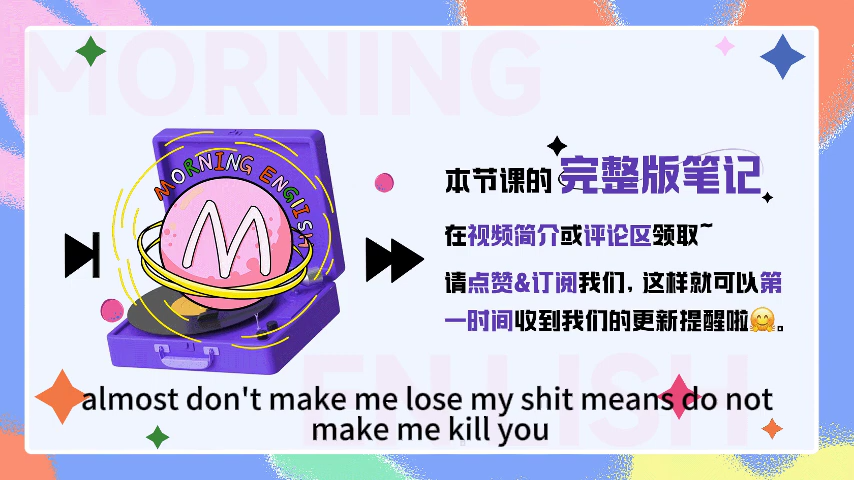 MORNING
MORNING ENGLISH
M
本节课的 完整版笔记
在视频简介或评论区领取~
请点赞&订阅我们，这样就可以第
一时间收到我们的更新提醒啦🤗。
ENGLISH
almost don't make me lose my shit means do not
make me kill you